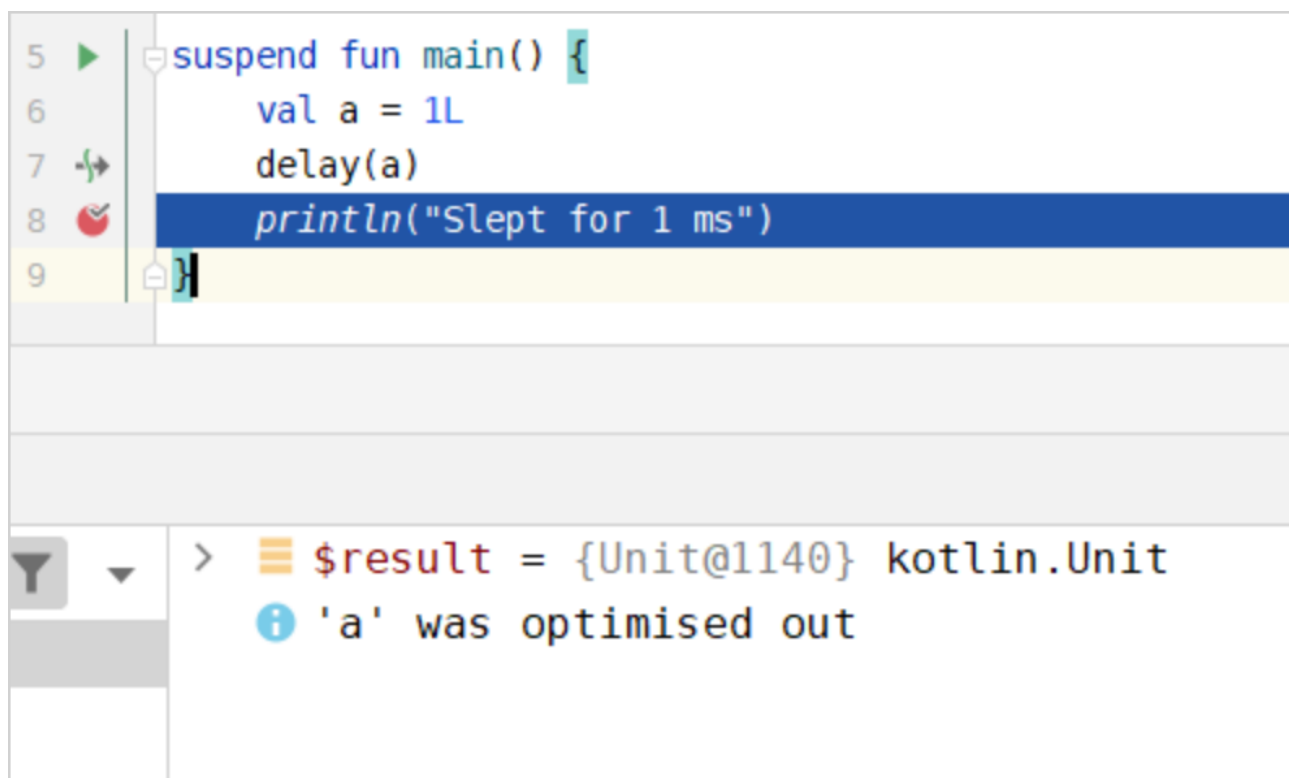 5 suspend fun main() {
6 val a = 1L
7 delay(a)
8 println("Slept for 1 ms")
9 }
$result = {Unit@1140} kotlin.Unit
'a' was optimised out